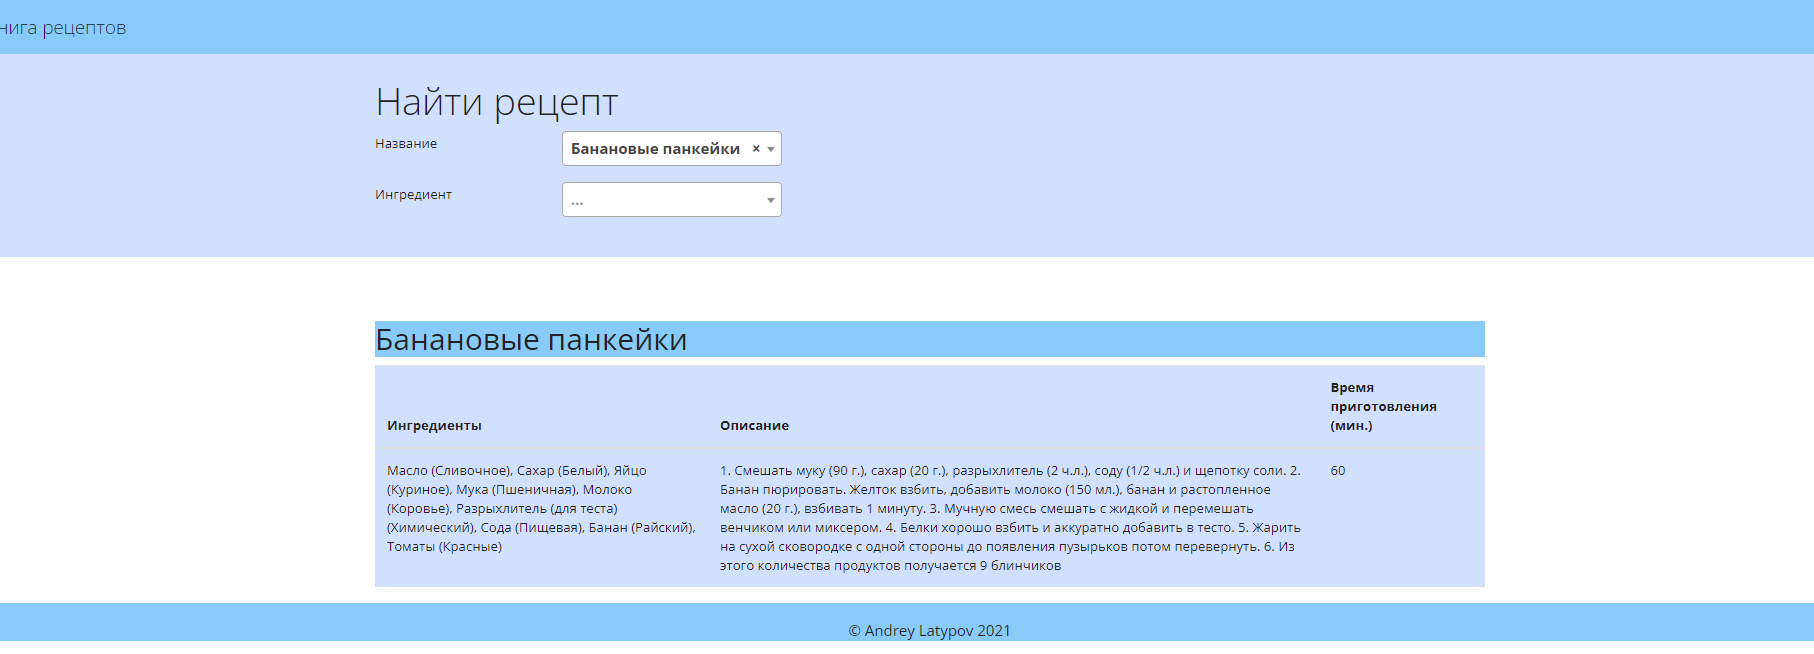 нига рецептов
Найти рецепт
Название
Банановые панкейки × 
Ингредиент
...
Банановые панкейки
Ингредиенты
Описание
Время
приготовления
(мин.)
Масло (Сливочное), Сахар (Белый), Яйцо
(Куриное), Мука (Пшеничная), Молоко
(Коровье), Разрыхлитель (для теста)
(Химический), Сода (Пищевая), Банан (Райский),
Томаты (Красные)
1. Смешать муку (90 г.), сахар (20 г.), разрыхлитель (2 ч.л.), соду (1/2 ч.л.) и щепотку соли. 2.
Банан пюрировать. Желток взбить, добавить молоко (150 мл.), банан и растопленное
масло (20 г.), взбивать 1 минуту. 3. Мучную смесь смешать с жидкой и перемешать
венчиком или миксером. 4. Белки хорошо взбить и аккуратно добавить в тесто. 5. Жарить
на сухой сковородке с одной стороны до появления пузырьков потом перевернуть. 6. Из
этого количества продуктов получается 9 блинчиков
60
© Andrey Latypov 2021